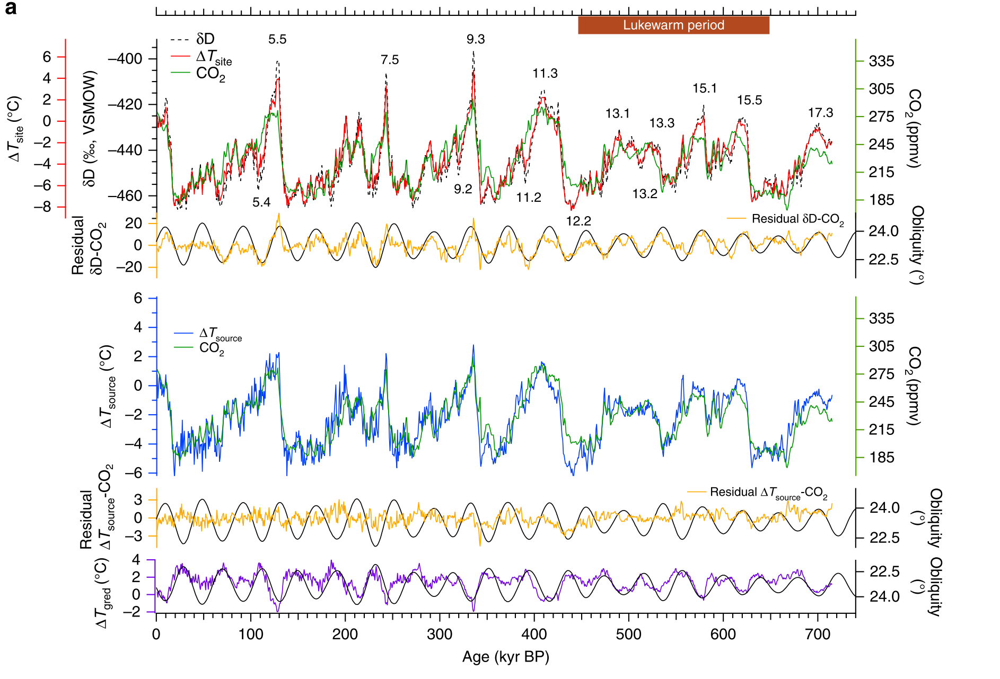 a
Lukewarm period
δD
ΔTsite
CO2
5.5
7.5
9.3
11.3
13.1
13.3
15.1
15.5
17.3
5.4
9.2
11.2
12.2
13.2
ΔTsite (°C)
6
4
2
0
−2
−4
−6
−8
δD (‰, VSMOW)
−400
−420
−440
−460
CO2 (ppmv)
335
305
275
245
215
185
Residual
δD-CO2
20
0
−20
Residual δD-CO2
Obliquity (°)
24.0
22.5
ΔTsource
CO2
ΔTsource (°C)
6
4
2
0
−2
−4
−6
CO2 (ppmv)
335
305
275
245
215
185
Residual
ΔTsource-CO2
3
0
−3
Residual ΔTsource-CO2
Obliquity
(°)
24.0
22.5
ΔTgred (°C)
4
2
0
−2
Obliquity
(°)
22.5
24.0
0 100 200 300 400 500 600 700
Age (kyr BP)